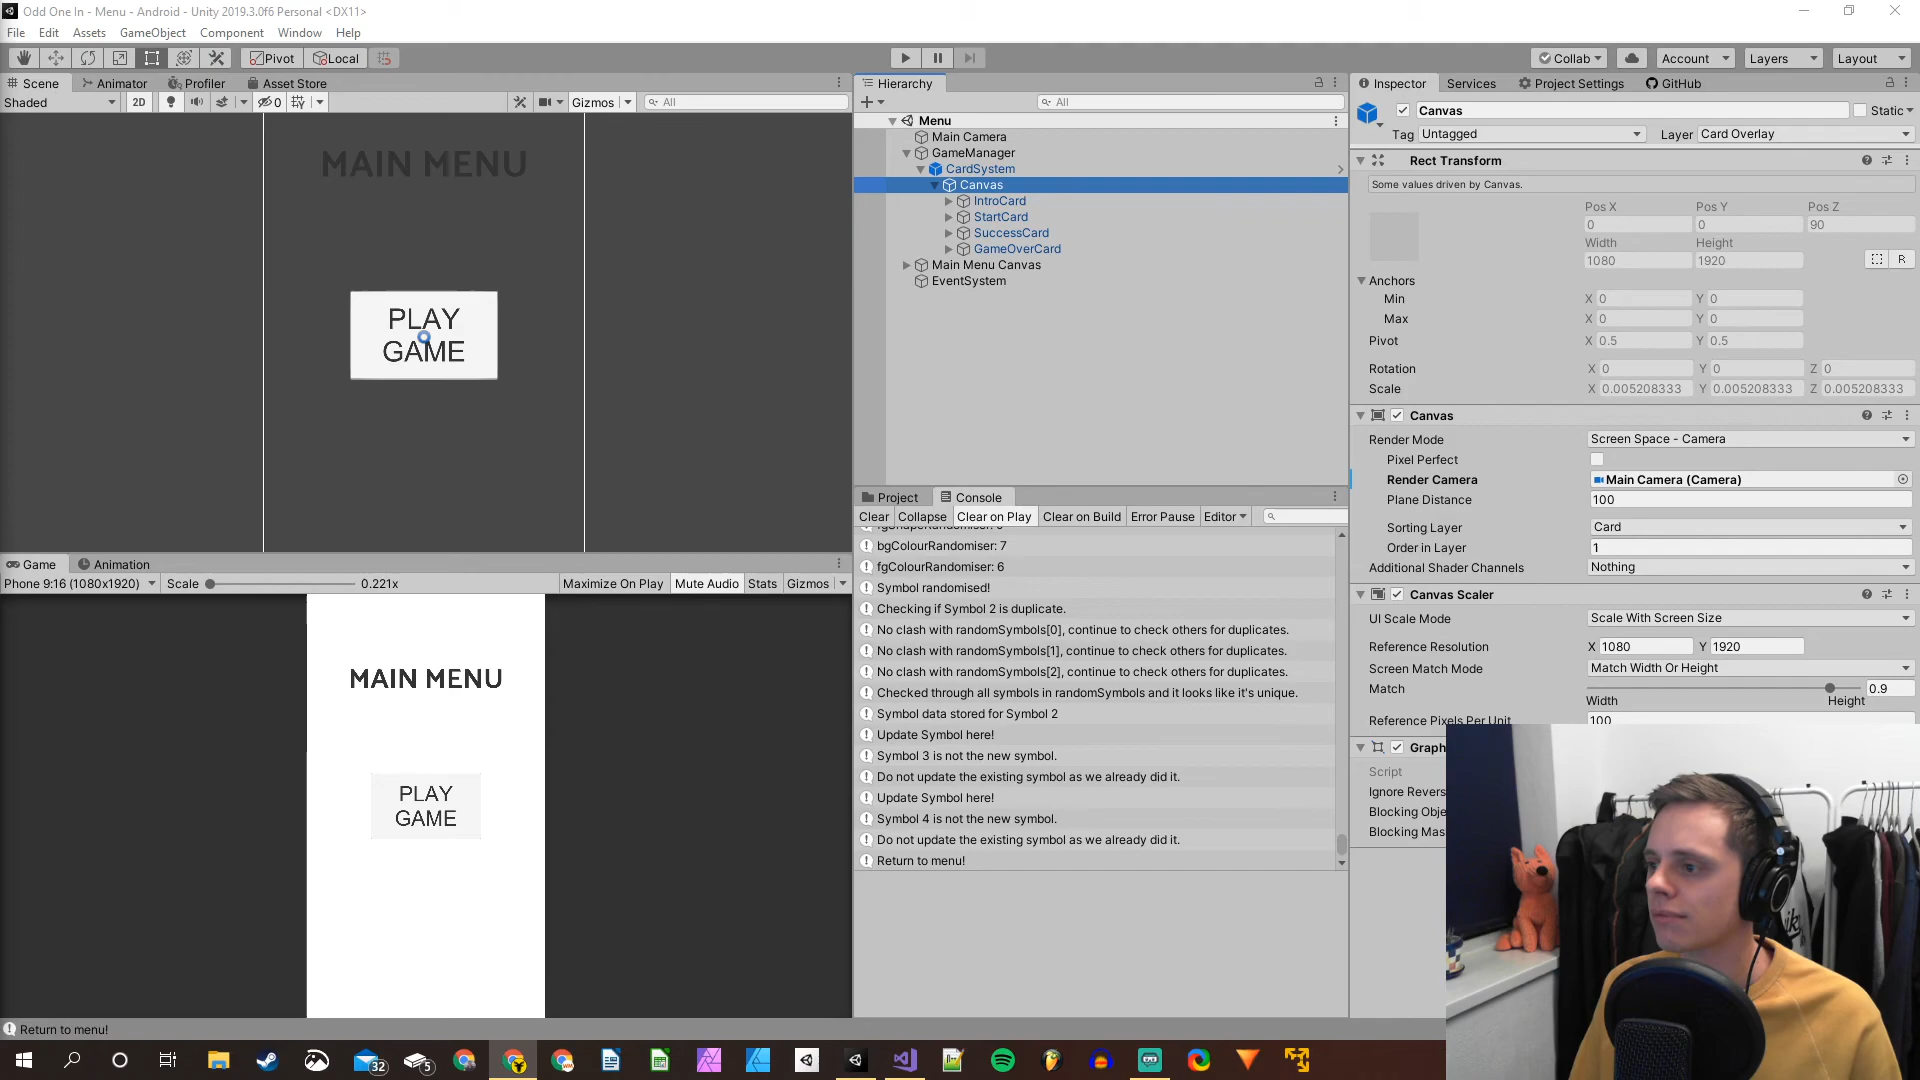 Odd One In - Menu - Android - Unity 2019.3.0f6 Personal <DX11>
File Edit Assets GameObject Component Window Help
Pivot Local Collab Account Layers Layout
Scene Animator Profiler Asset Store
Shaded 2D 0 Gizmos All
MAIN MENU
PLAY
GAME
Game Animation
Phone 9:16 (1080x1920) Scale 0.221x Maximize On Play Mute Audio Stats Gizmos
MAIN MENU
PLAY
GAME
Hierarchy
All
Menu
Main Camera
GameManager
CardSystem
Canvas
IntroCard
StartCard
SuccessCard
GameOverCard
Main Menu Canvas
EventSystem
Project Console
Clear Collapse Clear on Play Clear on Build Error Pause Editor
bgColourRandomiser: 7
fgColourRandomiser: 6
Symbol randomised!
Checking if Symbol 2 is duplicate.
No clash with randomSymbols[0], continue to check others for duplicates.
No clash with randomSymbols[1], continue to check others for duplicates.
No clash with randomSymbols[2], continue to check others for duplicates.
Checked through all symbols in randomSymbols and it looks like it's unique.
Symbol data stored for Symbol 2
Update Symbol here!
Symbol 3 is not the new symbol.
Do not update the existing symbol as we already did it.
Update Symbol here!
Symbol 4 is not the new symbol.
Do not update the existing symbol as we already did it.
Return to menu!
Inspector Services Project Settings GitHub
Canvas Static
Tag Untagged Layer Card Overlay
Rect Transform
Some values driven by Canvas.
Pos X Pos Y Pos Z
0 0 90
Width Height
1080 1920 R
Anchors
Min X 0 Y 0
Max X 0 Y 0
Pivot X 0.5 Y 0.5
Rotation X 0 Y 0 Z 0
Scale X 0.005208333 Y 0.005208333 Z 0.005208333
Canvas
Render Mode Screen Space - Camera
Pixel Perfect
Render Camera Main Camera (Camera)
Plane Distance 100
Sorting Layer Card
Order in Layer 1
Additional Shader Channels Nothing
Canvas Scaler
UI Scale Mode Scale With Screen Size
Reference Resolution X 1080 Y 1920
Screen Match Mode Match Width Or Height
Match 0.9
Width Height
Reference Pixels Per Unit 100
Graph
Script
Ignore Revers
Blocking Obje
Blocking Mas
Return to menu!
32 5